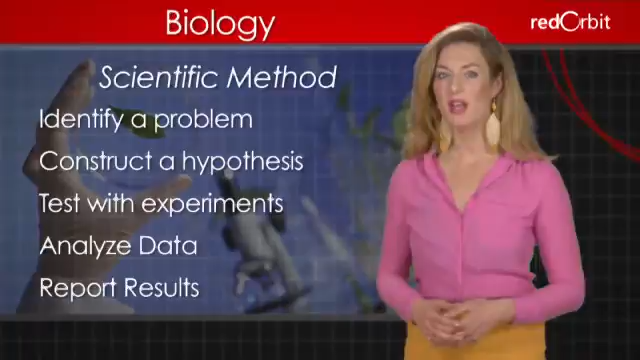 Biology
redOrbit
Scientific Method
Identify a problem
Construct a hypothesis
Test with experiments
Analyze Data
Report Results